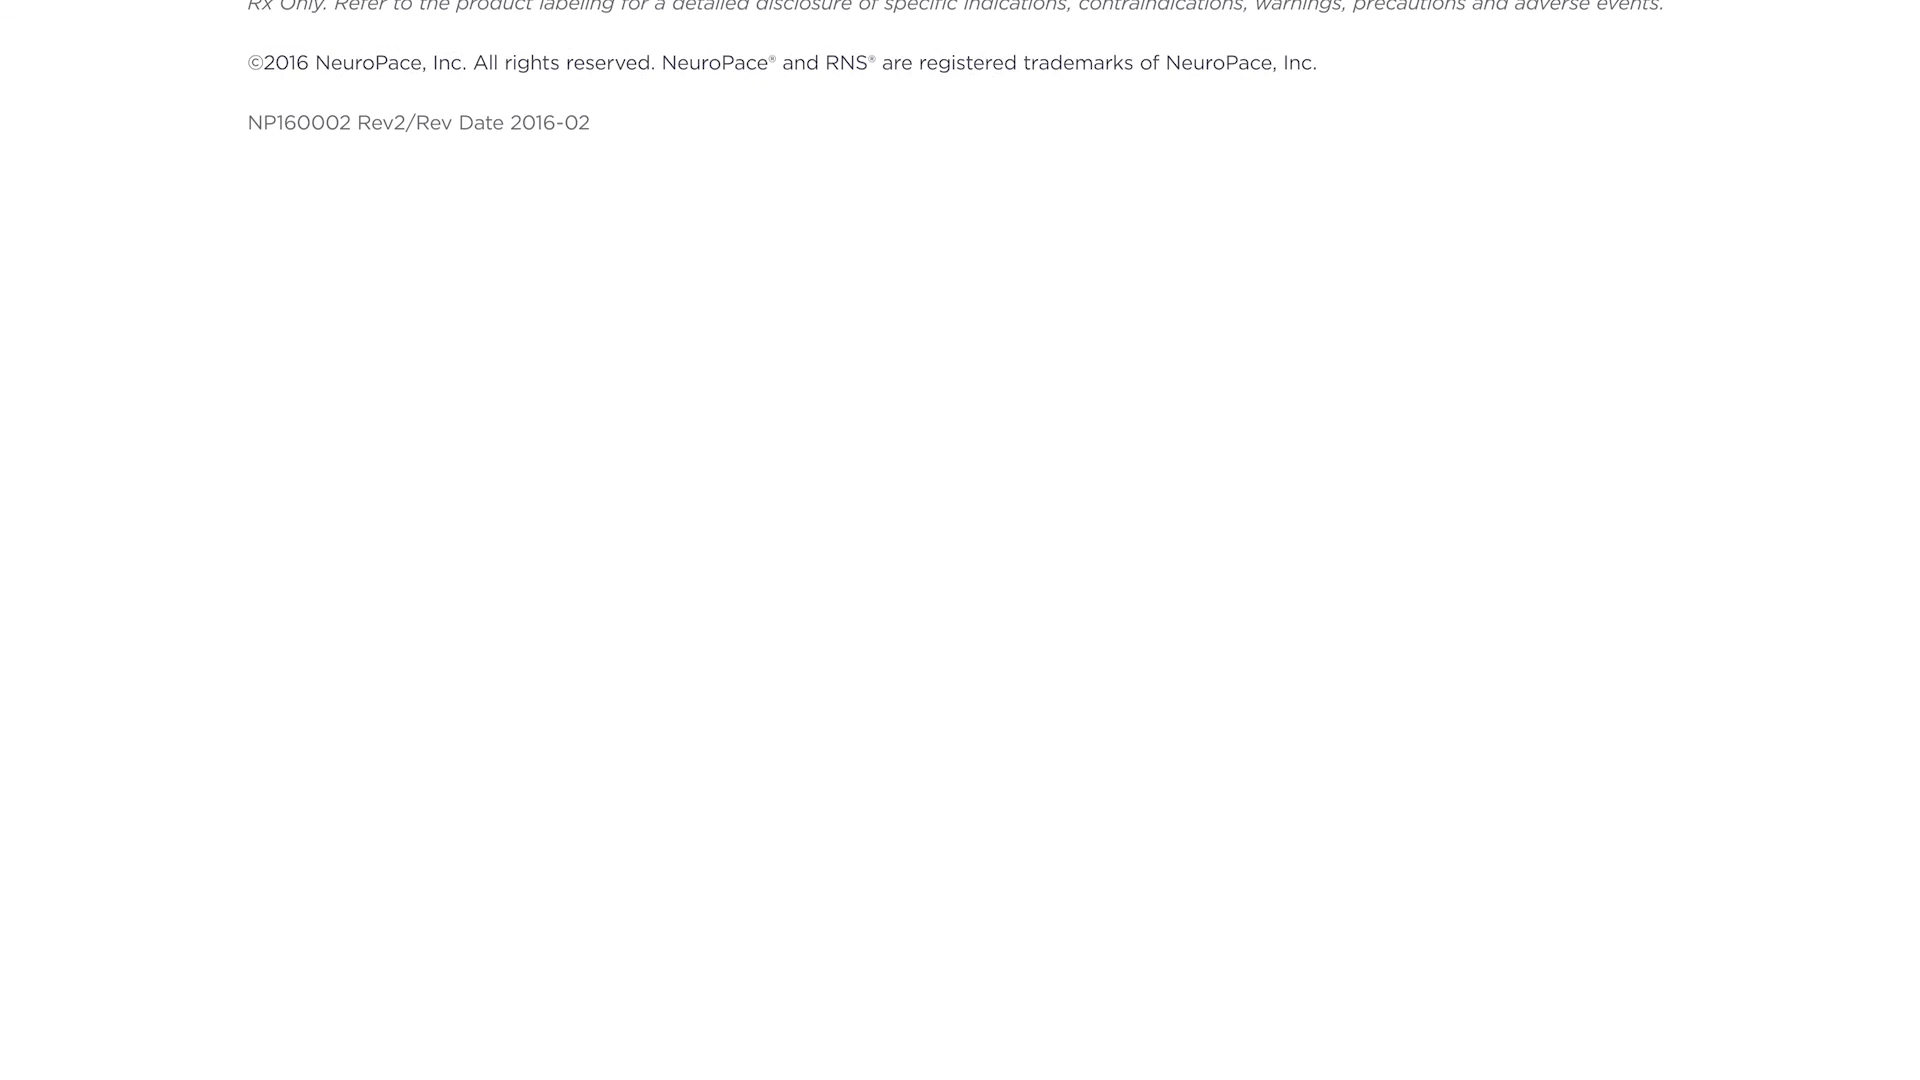 Rx Only. Refer to the product labeling for a detailed disclosure of specific indications, contraindications, warnings, precautions and adverse events.
©2016 NeuroPace, Inc. All rights reserved. NeuroPace® and RNS® are registered trademarks of NeuroPace, Inc.
NP160002 Rev2/Rev Date 2016-02